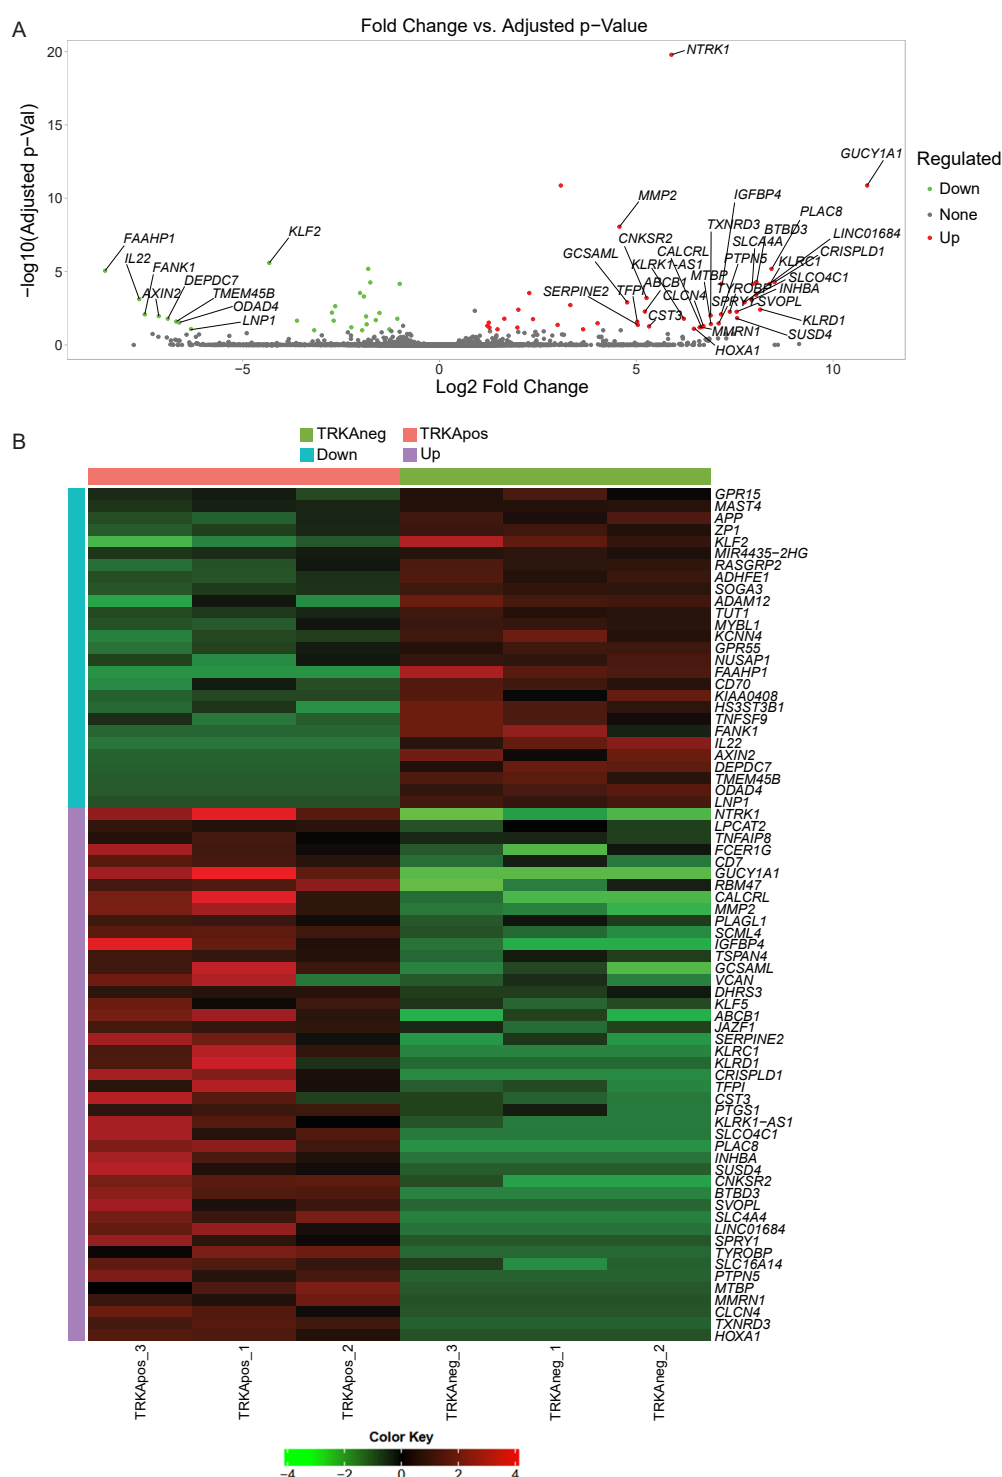 A
Fold Change vs. Adjusted p−Value
−log10(Adjusted p−Val)
20
15
10
5
0
NTRK1
GUCY1A1
MMP2
IGFBP4
PLAC8
TXNRD3
BTBD3
LINC01684
CNKSR2
SLC4A4
CRISPLD1
GCSAML
CALCRL
PTPN5
KLRC1
KLRK1-AS1
MTBP
SLCO4C1
ABCB1
TYROBP
INHBA
SERPINE2
TFPI
CLCN4
SPRY1
SVOPL
CST3
KLRD1
MMRN1
SUSD4
HOXA1
KLF2
FAAHP1
IL22
FANK1
DEPDC7
AXIN2
TMEM45B
ODAD4
LNP1
−5
0
5
10
Log2 Fold Change
Regulated
Down
None
Up
B
TRKAneg
TRKApos
Down
Up
GPR15
MAST4
APP
ZP1
KLF2
MIR4435−2HG
RASGRP2
ADHFE1
SOGA3
ADAM12
TUT1
MYBL1
KCNN4
GPR55
NUSAP1
FAAHP1
CD70
KIAA0408
HS3ST3B1
TNFSF9
FANK1
IL22
AXIN2
DEPDC7
TMEM45B
ODAD4
LNP1
NTRK1
LPCAT2
TNFAIP8
FCER1G
CD7
GUCY1A1
RBM47
CALCRL
MMP2
PLAGL1
SCML4
IGFBP4
TSPAN4
GCSAML
VCAN
DHRS3
KLF5
ABCB1
JAZF1
SERPINE2
KLRC1
KLRD1
CRISPLD1
TFPI
CST3
PTGS1
KLRK1−AS1
SLCO4C1
PLAC8
INHBA
SUSD4
CNKSR2
BTBD3
SVOPL
SLC4A4
LINC01684
SPRY1
TYROBP
SLC16A14
PTPN5
MTBP
MMRN1
CLCN4
TXNRD3
HOXA1
TRKApos_3
TRKApos_1
TRKApos_2
TRKAneg_3
TRKAneg_1
TRKAneg_2
Color Key
−4
−2
0
2
4